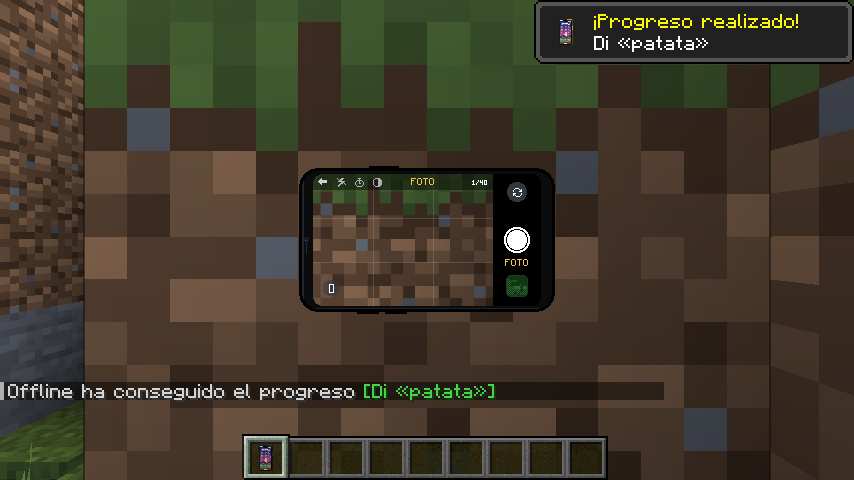 ¡Progreso realizado!
Di «patata»
FOTO
1/40
FOTO
Offline ha conseguido el progreso [Di «patata»]